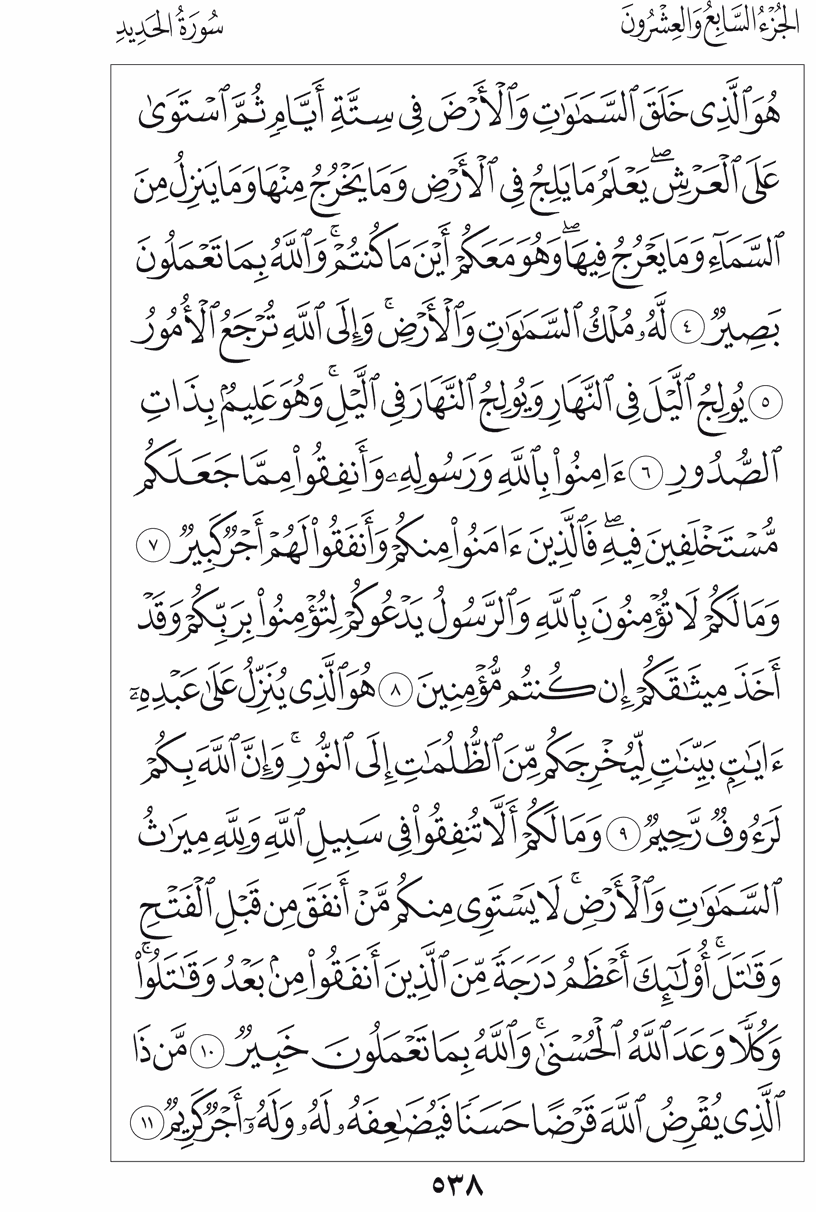 الجُزْءُ السَّابِعُ وَالعِشْرُونَ
سُورَةُ الحَدِيدِ
هُوَ ٱلَّذِى خَلَقَ ٱلسَّمَٰوَٰتِ وَٱلْأَرْضَ فِى سِتَّةِ أَيَّامٍ ثُمَّ ٱسْتَوَىٰ
عَلَى ٱلْعَرْشِ ۖ يَعْلَمُ مَا يَلِجُ فِى ٱلْأَرْضِ وَمَا يَخْرُجُ مِنْهَا وَمَا يَنزِلُ مِنَ
ٱلسَّمَآءِ وَمَا يَعْرُجُ فِيهَا ۖ وَهُوَ مَعَكُمْ أَيْنَ مَا كُنتُمْ ۚ وَٱللَّهُ بِمَا تَعْمَلُونَ
بَصِيرٌ ٤ لَّهُۥ مُلْكُ ٱلسَّمَٰوَٰتِ وَٱلْأَرْضِ ۚ وَإِلَى ٱللَّهِ تُرْجَعُ ٱلْأُمُورُ
٥ يُولِجُ ٱلَّيْلَ فِى ٱلنَّهَارِ وَيُولِجُ ٱلنَّهَارَ فِى ٱلَّيْلِ ۚ وَهُوَ عَلِيمٌۢ بِذَاتِ
ٱلصُّدُورِ ٦ ءَامِنُوا۟ بِٱللَّهِ وَرَسُولِهِۦ وَأَنفِقُوا۟ مِمَّا جَعَلَكُم
مُّسْتَخْلَفِينَ فِيهِ ۖ فَٱلَّذِينَ ءَامَنُوا۟ مِنكُمْ وَأَنفَقُوا۟ لَهُمْ أَجْرٌ كَبِيرٌ ٧
وَمَا لَكُمْ لَا تُؤْمِنُونَ بِٱللَّهِ وَٱلرَّسُولُ يَدْعُوكُمْ لِتُؤْمِنُوا۟ بِرَبِّكُمْ وَقَدْ
أَخَذَ مِيثَٰقَكُمْ إِن كُنتُم مُّؤْمِنِينَ ٨ هُوَ ٱلَّذِى يُنَزِّلُ عَلَىٰ عَبْدِهِۦٓ
ءَايَٰتٍۭ بَيِّنَٰتٍ لِّيُخْرِجَكُم مِّنَ ٱلظُّلُمَٰتِ إِلَى ٱلنُّورِ ۚ وَإِنَّ ٱللَّهَ بِكُمْ
لَرَءُوفٌ رَّحِيمٌ ٩ وَمَا لَكُمْ أَلَّا تُنفِقُوا۟ فِى سَبِيلِ ٱللَّهِ وَلِلَّهِ مِيرَٰثُ
ٱلسَّمَٰوَٰتِ وَٱلْأَرْضِ ۚ لَا يَسْتَوِى مِنكُم مَّنْ أَنفَقَ مِن قَبْلِ ٱلْفَتْحِ
وَقَٰتَلَ ۚ أُو۟لَٰٓئِكَ أَعْظَمُ دَرَجَةً مِّنَ ٱلَّذِينَ أَنفَقُوا۟ مِنۢ بَعْدُ وَقَٰتَلُوا۟ ۚ
وَكُلًّا وَعَدَ ٱللَّهُ ٱلْحُسْنَىٰ ۚ وَٱللَّهُ بِمَا تَعْمَلُونَ خَبِيرٌ ١٠ مَّن ذَا
ٱلَّذِى يُقْرِضُ ٱللَّهَ قَرْضًا حَسَنًا فَيُضَٰعِفَهُۥ لَهُۥ وَلَهُۥٓ أَجْرٌ كَرِيمٌ ١١
٥٣٨